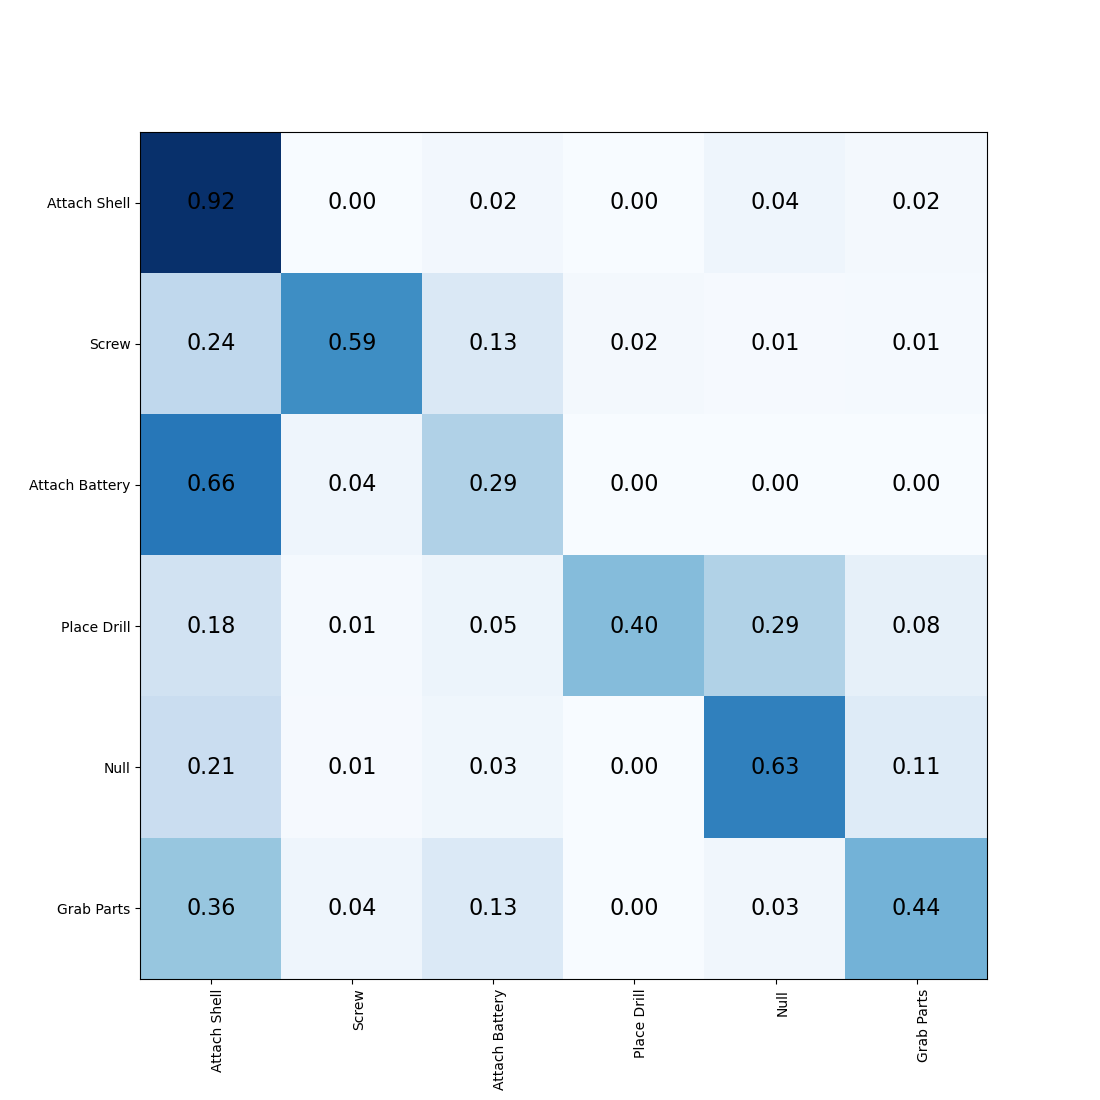 Attach Shell 0.92 0.00 0.02 0.00 0.04 0.02
Screw 0.24 0.59 0.13 0.02 0.01 0.01
Attach Battery 0.66 0.04 0.29 0.00 0.00 0.00
Place Drill 0.18 0.01 0.05 0.40 0.29 0.08
Null 0.21 0.01 0.03 0.00 0.63 0.11
Grab Parts 0.36 0.04 0.13 0.00 0.03 0.44
Attach Shell Screw Attach Battery Place Drill Null Grab Parts